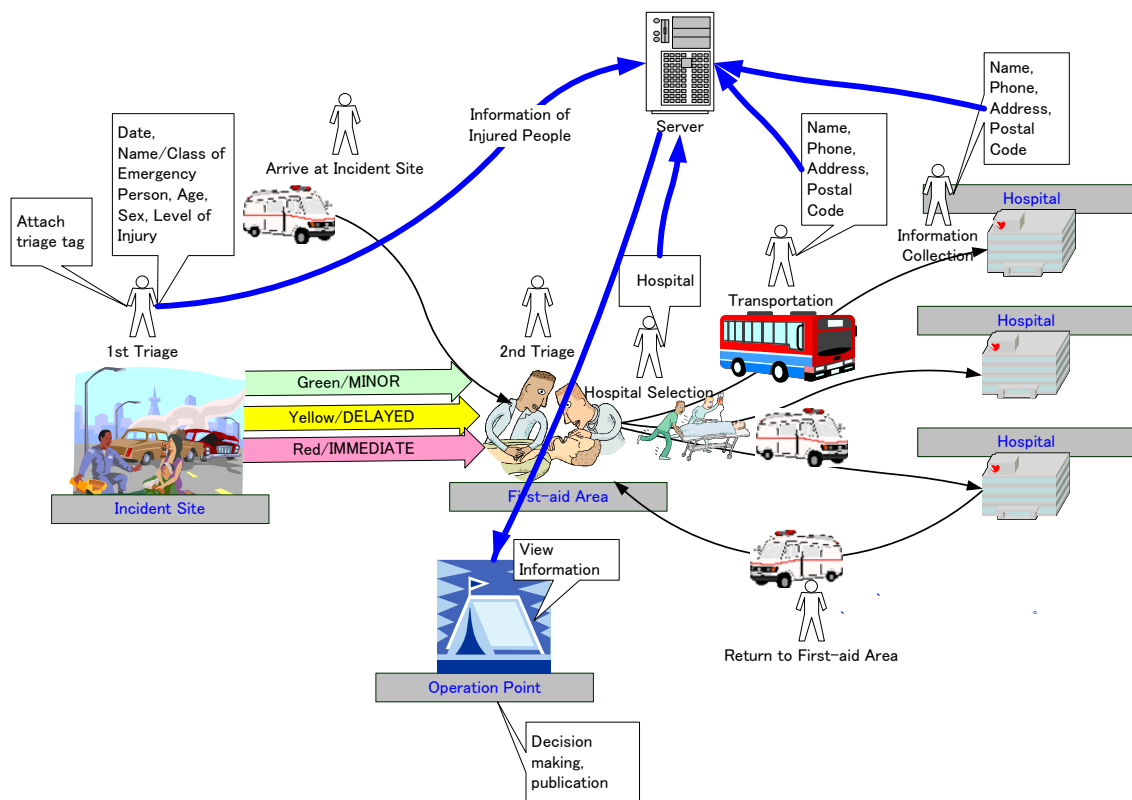 Attach
triage tag
Date,
Name/Class of
Emergency
Person, Age,
Sex, Level of
Injury
1st Triage
Arrive at Incident Site
Information of
Injured People
Server
Name,
Phone,
Address,
Postal
Code
Name,
Phone,
Address,
Postal
Code
Hospital
Information
Collection
Hospital
Transportation
2nd Triage
Hospital Selection
Hospital
Green/MINOR
Yellow/DELAYED
Red/IMMEDIATE
Incident Site
First-aid Area
Hospital
View
Information
Return to First-aid Area
Operation Point
Decision
making,
publication